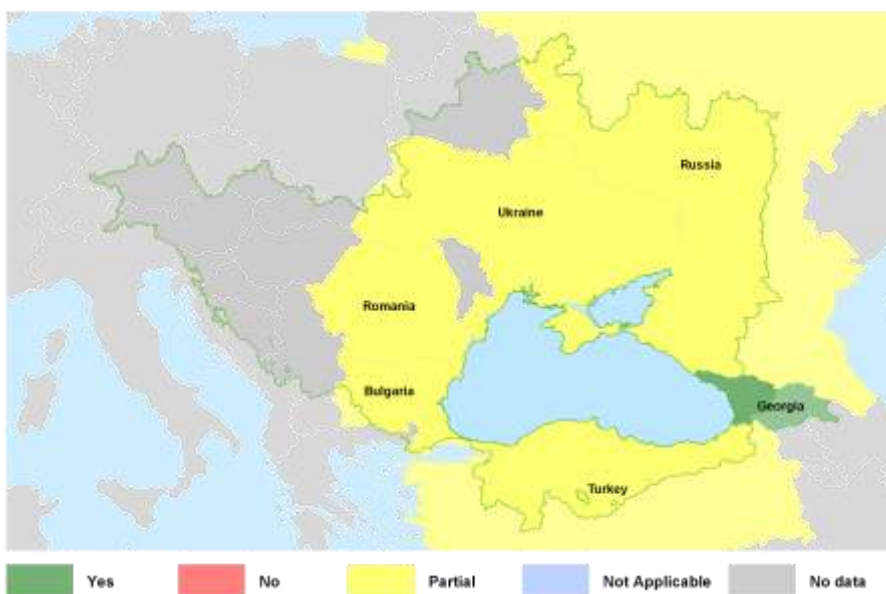 Russia
Ukraine
Romania
Bulgaria
Georgia
Turkey
Yes No Partial Not Applicable No data